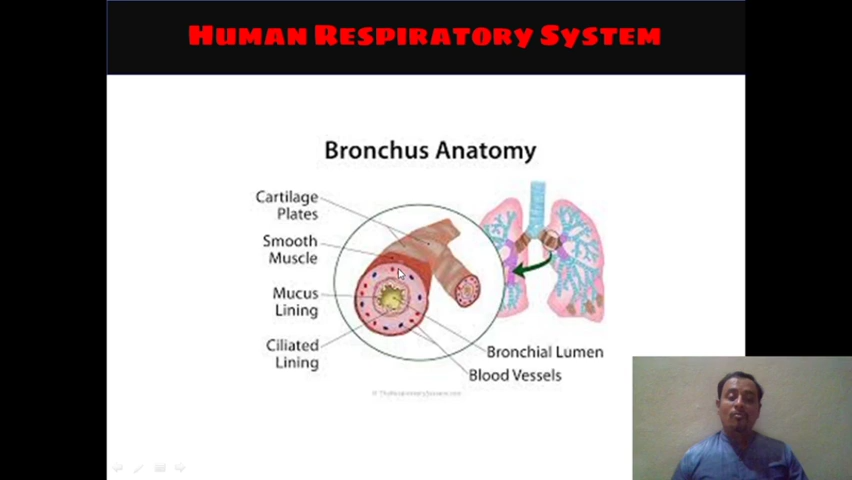 Human Respiratory System
Bronchus Anatomy
Cartilage
Plates
Smooth
Muscle
Mucus
Lining
Ciliated
Lining
Bronchial Lumen
Blood Vessels